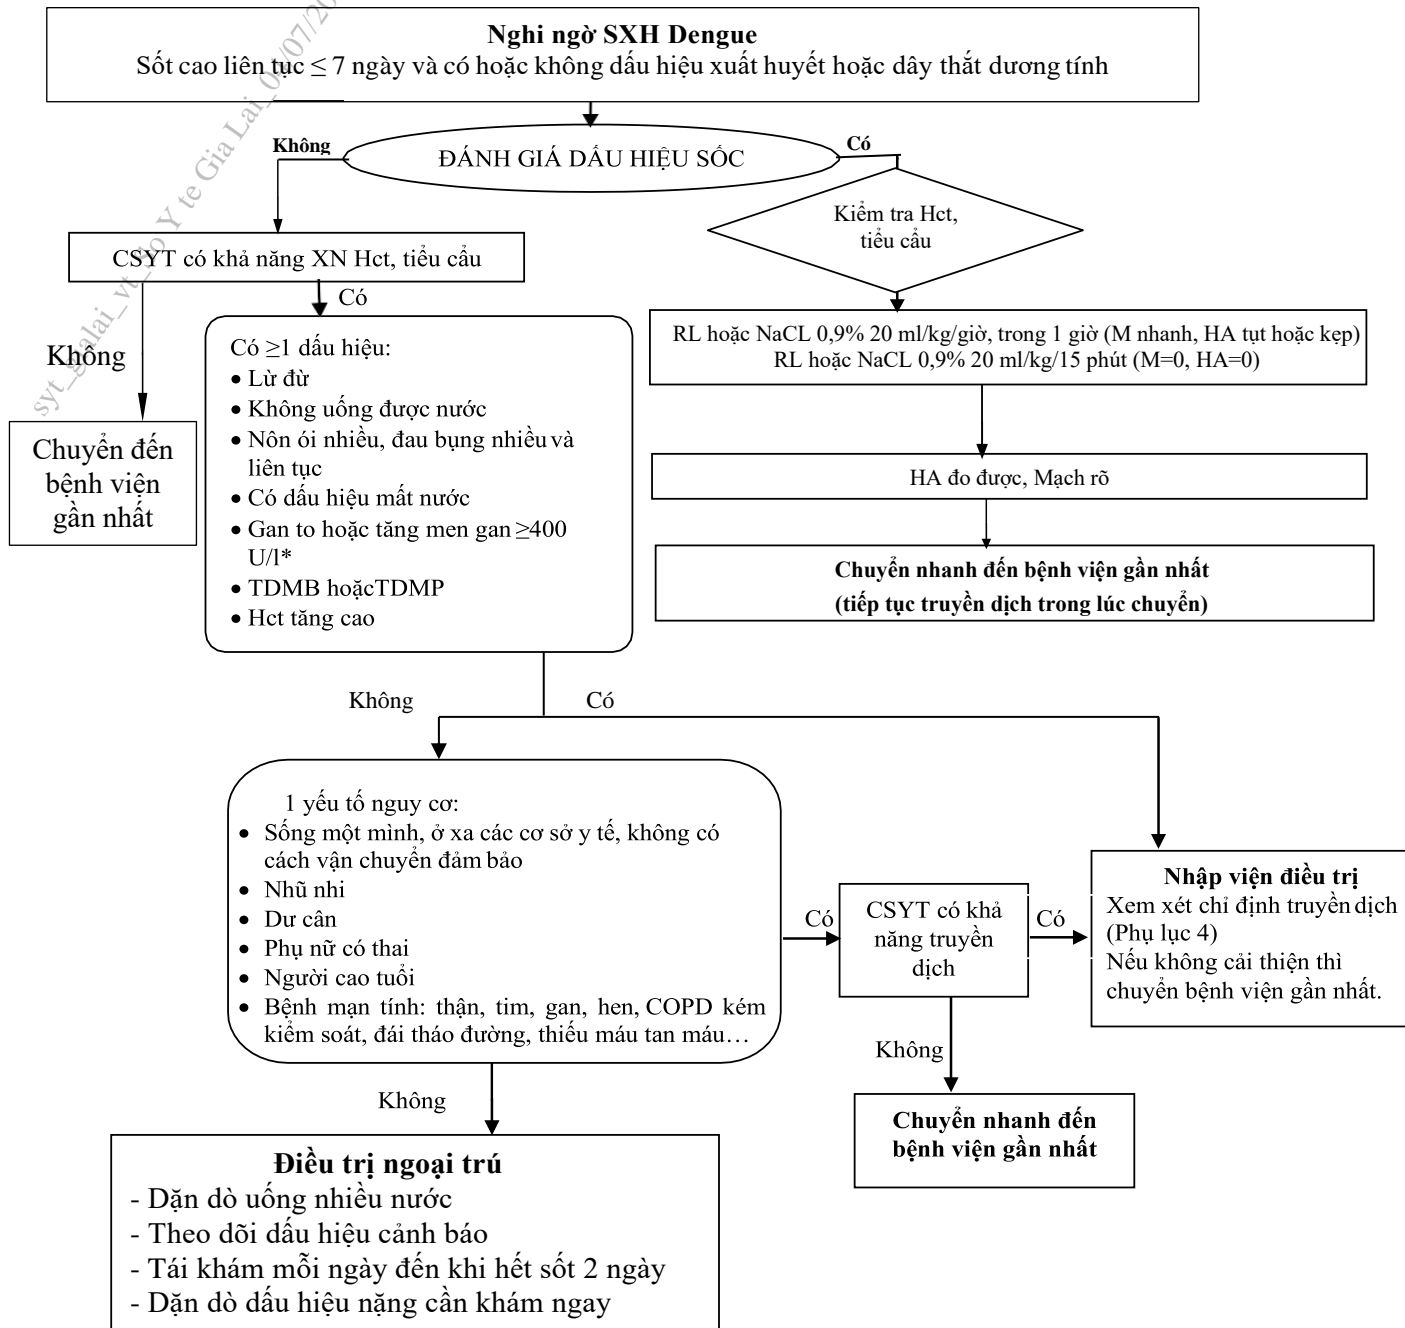 Nghi ngờ SXH Dengue
Sốt cao liên tục ≤ 7 ngày và có hoặc không dấu hiệu xuất huyết hoặc dây thắt dương tính
Không
ĐÁNH GIÁ DẤU HIỆU SỐC
Có
Kiểm tra Hct,
tiểu cầu
CSYT có khả năng XN Hct, tiểu cầu
Có
Không
Chuyển đến
bệnh viện
gần nhất
Có ≥1 dấu hiệu:
• Lừ đừ
• Không uống được nước
• Nôn ói nhiều, đau bụng nhiều và
liên tục
• Có dấu hiệu mất nước
• Gan to hoặc tăng men gan ≥400
U/l*
• TDMB hoặcTDMP
• Hct tăng cao
RL hoặc NaCL 0,9% 20 ml/kg/giờ, trong 1 giờ (M nhanh, HA tụt hoặc kẹp)
RL hoặc NaCL 0,9% 20 ml/kg/15 phút (M=0, HA=0)
HA đo được, Mạch rõ
Chuyển nhanh đến bệnh viện gần nhất
(tiếp tục truyền dịch trong lúc chuyển)
Không
Có
1 yếu tố nguy cơ:
• Sống một mình, ở xa các cơ sở y tế, không có
cách vận chuyển đảm bảo
• Nhũ nhi
• Dư cân
• Phụ nữ có thai
• Người cao tuổi
• Bệnh mạn tính: thận, tim, gan, hen, COPD kém
kiểm soát, đái tháo đường, thiếu máu tan máu…
Có
CSYT có khả
năng truyền
dịch
Có
Nhập viện điều trị
Xem xét chỉ định truyền dịch
(Phụ lục 4)
Nếu không cải thiện thì
chuyển bệnh viện gần nhất.
Không
Chuyển nhanh đến
bệnh viện gần nhất
Không
Điều trị ngoại trú
- Dặn dò uống nhiều nước
- Theo dõi dấu hiệu cảnh báo
- Tái khám mỗi ngày đến khi hết sốt 2 ngày
- Dặn dò dấu hiệu nặng cần khám ngay
Y te Gia Lai